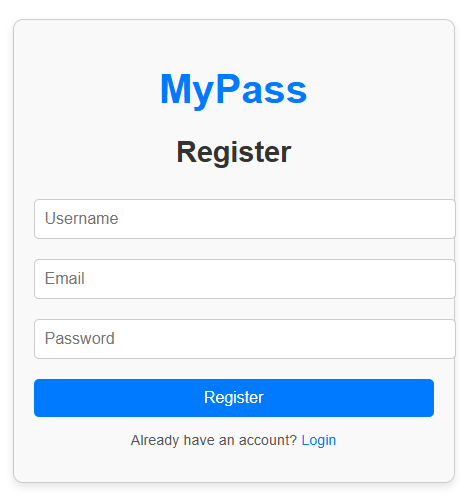 MyPass
Register
Username
Email
Password
Register
Already have an account? Login